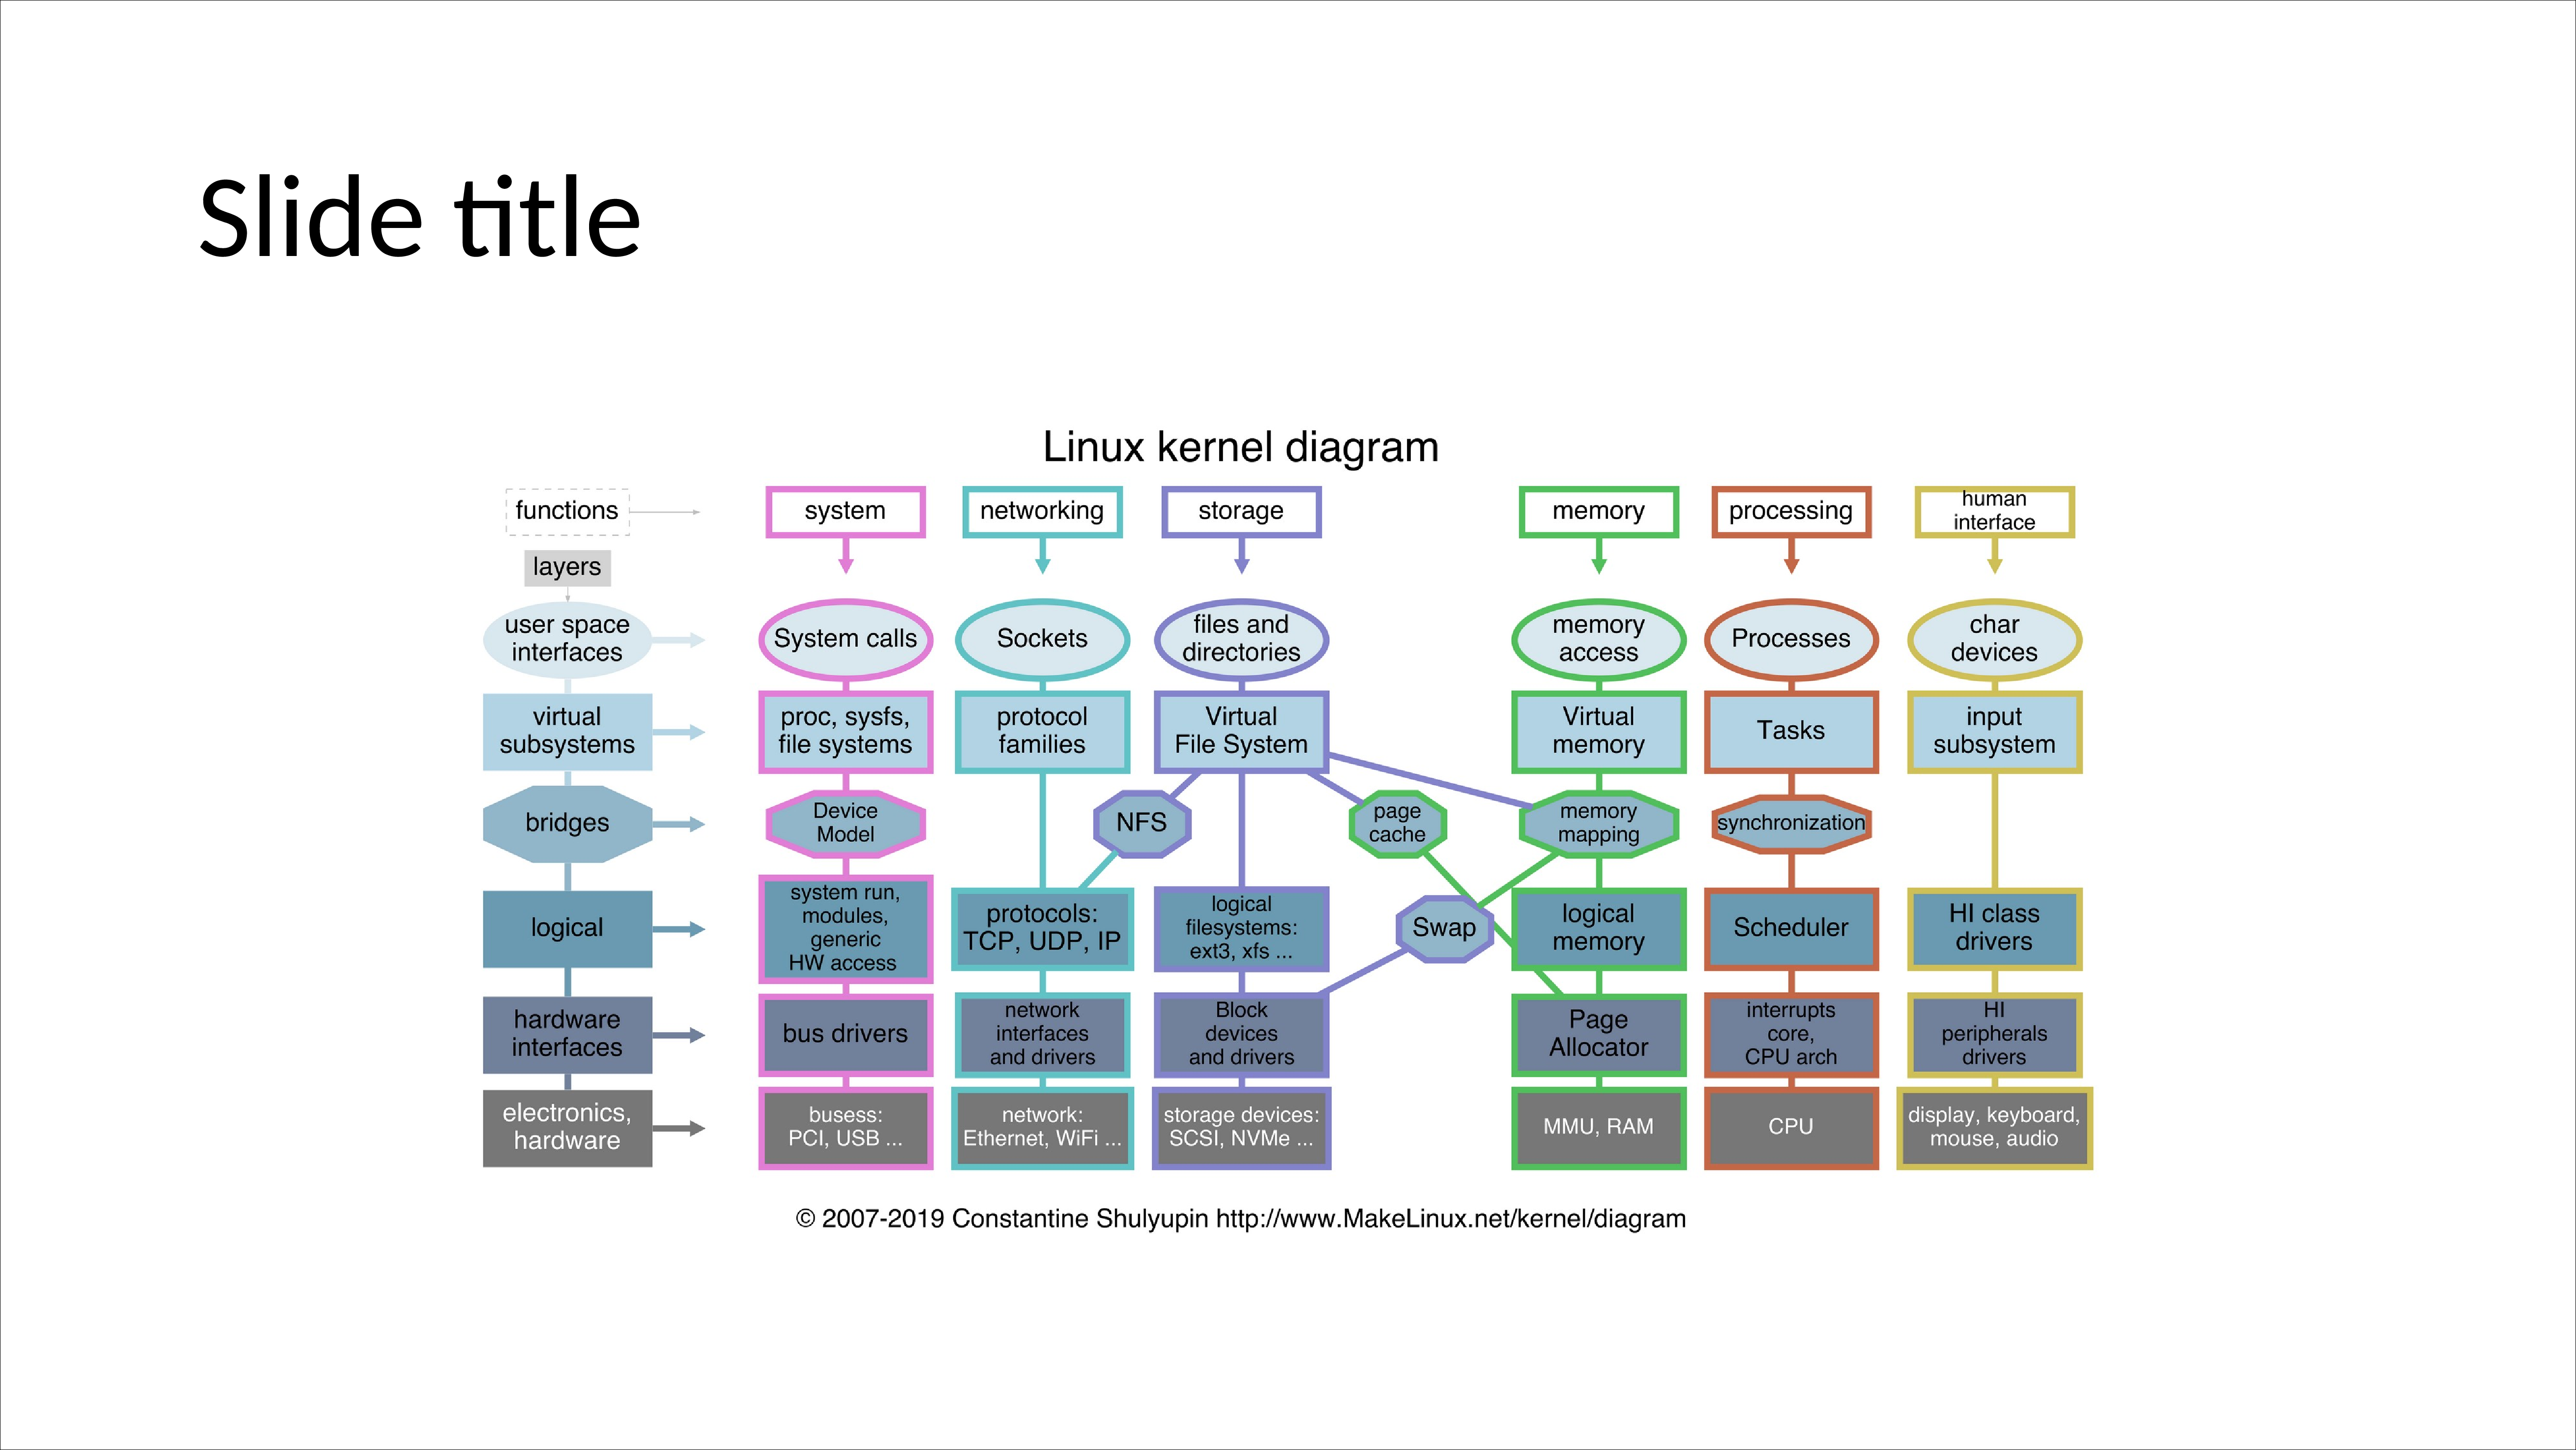 Slide title
Linux kernel diagram
functions
system
networking
storage
memory
processing
human
interface
layers
user space
interfaces
System calls
Sockets
files and
directories
memory
access
Processes
char
devices
virtual
subsystems
proc, sysfs,
file systems
protocol
families
Virtual
File System
Virtual
memory
Tasks
input
subsystem
bridges
Device
Model
NFS
page
cache
memory
mapping
synchronization
logical
system run,
modules,
generic
HW access
protocols:
TCP, UDP, IP
logical
filesystems:
ext3, xfs ...
Swap
logical
memory
Scheduler
HI class
drivers
hardware
interfaces
bus drivers
network
interfaces
and drivers
Block
devices
and drivers
Page
Allocator
interrupts
core,
CPU arch
HI
peripherals
drivers
electronics,
hardware
busess:
PCI, USB ...
network:
Ethernet, WiFi ...
storage devices:
SCSI, NVMe ...
MMU, RAM
CPU
display, keyboard,
mouse, audio
© 2007-2019 Constantine Shulyupin http://www.MakeLinux.net/kernel/diagram